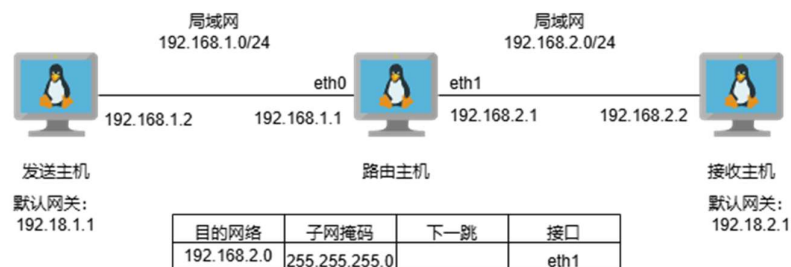 局域网
192.168.1.0/24
局域网
192.168.2.0/24
eth0
eth1
192.168.1.2
192.168.1.1
192.168.2.1
192.168.2.2
发送主机
路由主机
接收主机
默认网关：
192.18.1.1
默认网关：
192.18.2.1
目的网络 子网掩码 下一跳 接口
192.168.2.0 255.255.255.0 eth1